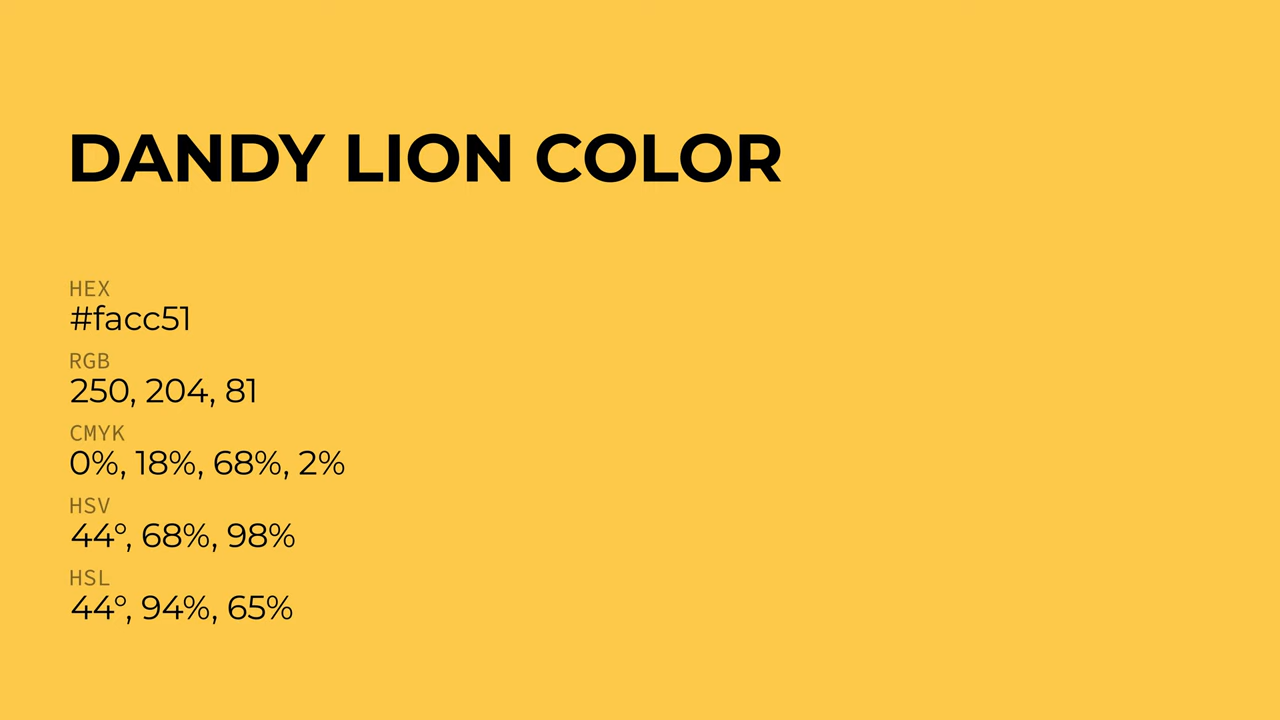 DANDY LION COLOR
HEX
#facc51
RGB
250, 204, 81
CMYK
0%, 18%, 68%, 2%
HSV
44°, 68%, 98%
HSL
44°, 94%, 65%